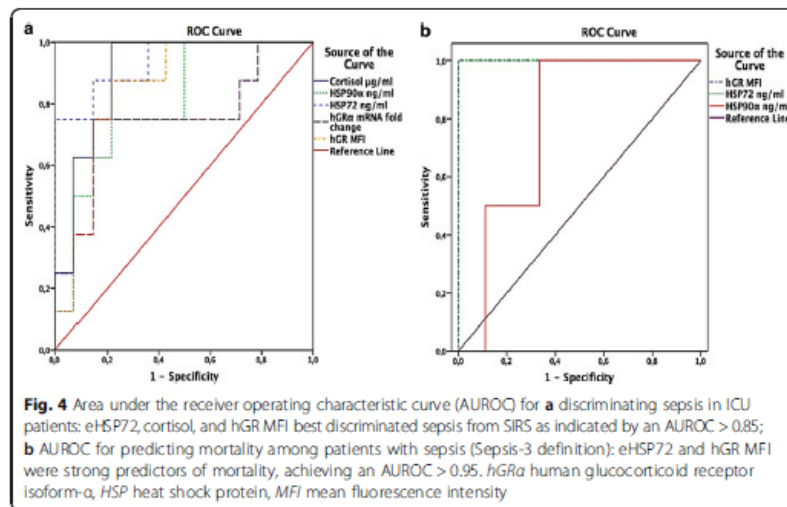 a
ROC Curve
1,0
0,8
0,6
0,4
0,2
0,0
Sensitivity
0,0 0,2 0,4 0,6 0,8 1,0
1 - Specificity
Source of the
Curve
Cortisol µg/ml
HSP90α ng/ml
HSP72 ng/ml
hGRα mRNA fold
change
hGR MFI
Reference Line
b
ROC Curve
1,0
0,8
0,6
0,4
0,2
0,0
Sensitivity
0,0 0,2 0,4 0,6 0,8 1,0
1 - Specificity
Source of the
Curve
hGR MFI
HSP72 ng/ml
HSP90α ng/ml
Reference Line
Fig. 4 Area under the receiver operating characteristic curve (AUROC) for a discriminating sepsis in ICU
patients: eHSP72, cortisol, and hGR MFI best discriminated sepsis from SIRS as indicated by an AUROC > 0.85;
b AUROC for predicting mortality among patients with sepsis (Sepsis-3 definition): eHSP72 and hGR MFI
were strong predictors of mortality, achieving an AUROC > 0.95. hGRα human glucocorticoid receptor
isoform-α, HSP heat shock protein, MFI mean fluorescence intensity